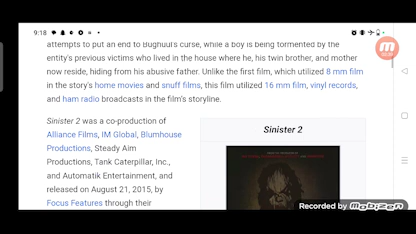 9:18
attempts to put an end to Bughuul's curse, while a boy is being tormented by the
entity's previous victims who lived in the house where he, his twin brother, and mother
now reside, hiding from his abusive father. Unlike the first film, which utilized 8 mm film
in the story's home movies and snuff films, this film utilized 16 mm film, vinyl records,
and ham radio broadcasts in the film's storyline.
Sinister 2 was a co-production of
Alliance Films, IM Global, Blumhouse
Productions, Steady Aim
Productions, Tank Caterpillar, Inc.,
and Automatik Entertainment, and
released on August 21, 2015, by
Focus Features through their
Sinister 2
Recorded by Mobizen